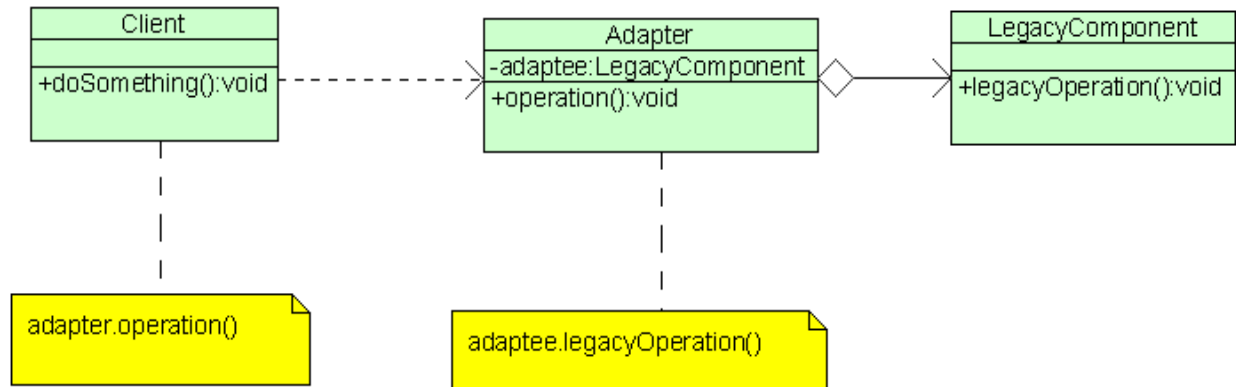 Client
+doSomething():void
Adapter
-adaptee:LegacyComponent
+operation():void
LegacyComponent
+legacyOperation():void
adapter.operation()
adaptee.legacyOperation()